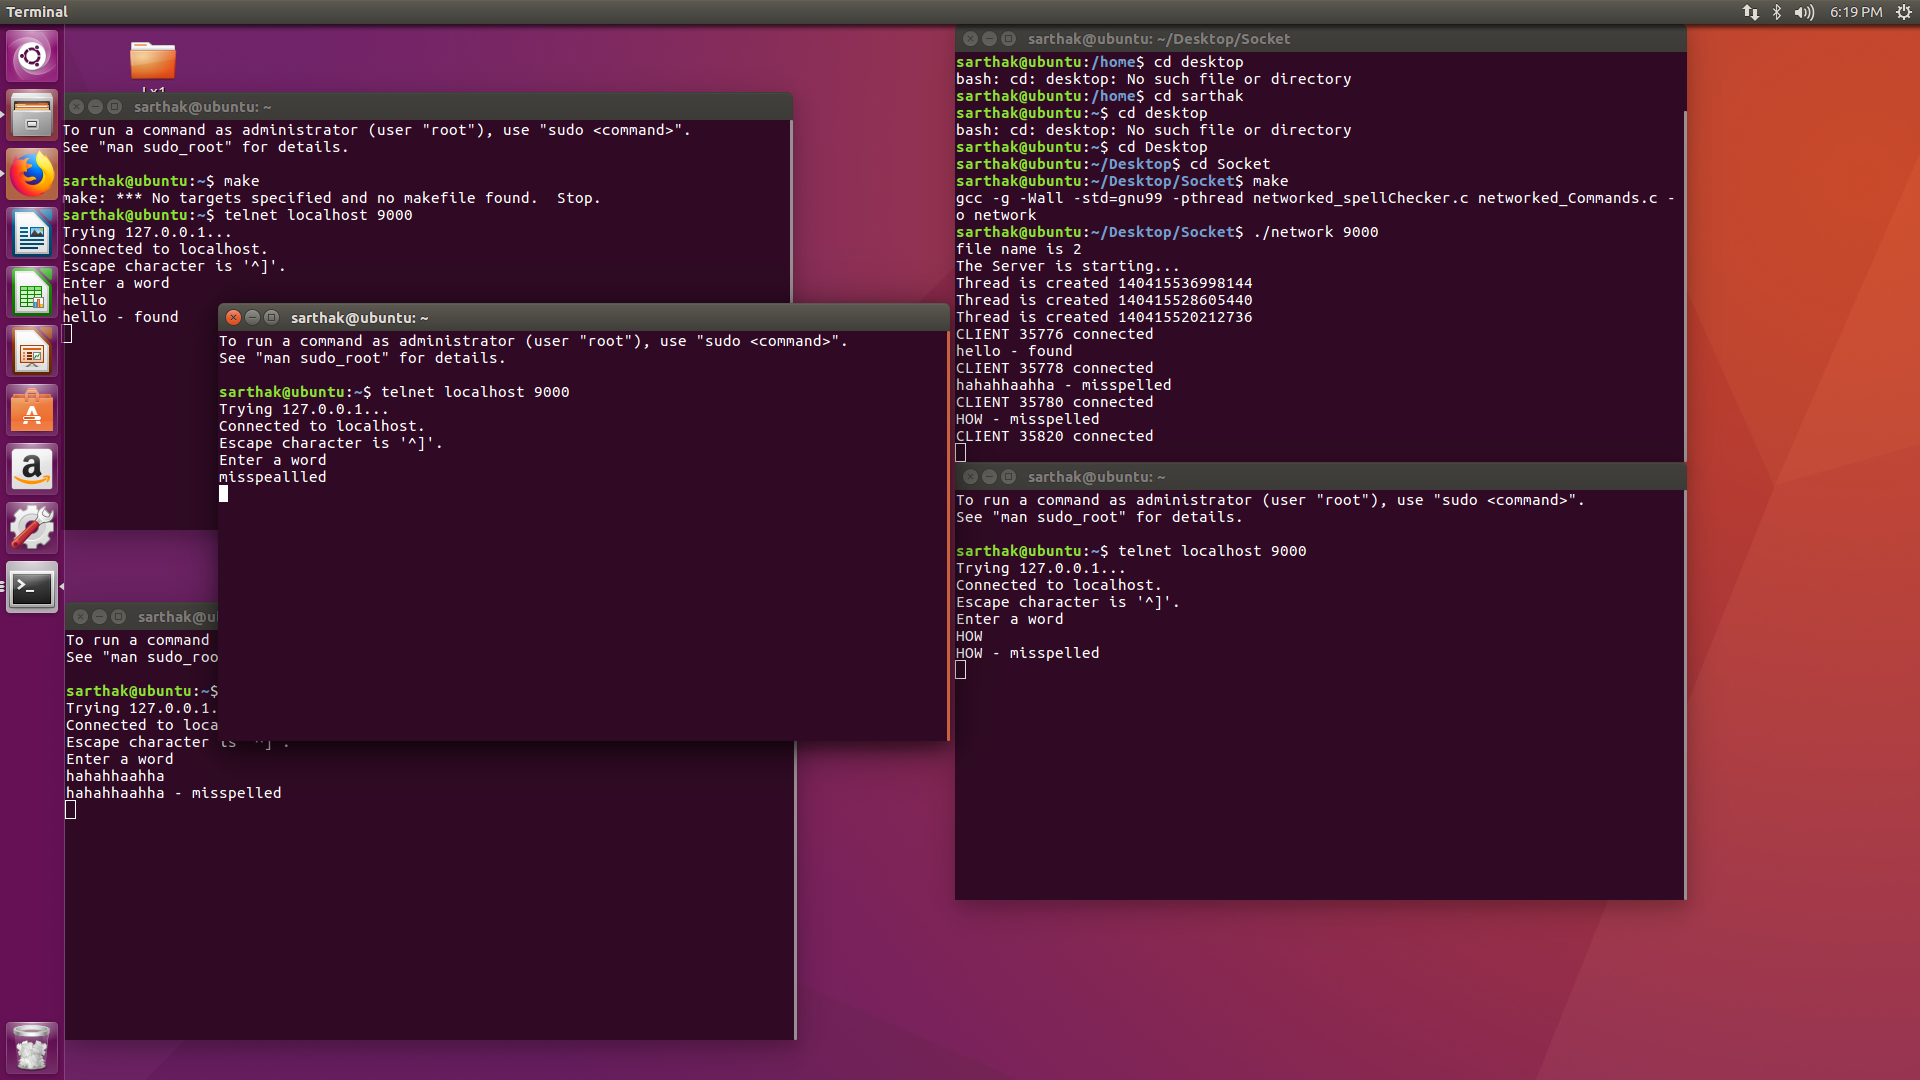 Terminal
6:19 PM
sarthak@ubuntu: ~
To run a command as administrator (user "root"), use "sudo <command>".
See "man sudo_root" for details.
sarthak@ubuntu:~$ make
make: *** No targets specified and no makefile found.  Stop.
sarthak@ubuntu:~$ telnet localhost 9000
Trying 127.0.0.1...
Connected to localhost.
Escape character is '^]'.
Enter a word
hello
hello - found
sarthak@ubuntu: ~
To run a command as administrator (user "root"), use "sudo <command>".
See "man sudo_root" for details.
sarthak@ubuntu:~$ telnet localhost 9000
Trying 127.0.0.1...
Connected to localhost.
Escape character is '^]'.
Enter a word
misspeallled
sarthak@u
To run a command
See "man sudo_roo
sarthak@ubuntu:~$
Trying 127.0.0.1.
Connected to loca
Escape character is '^]'.
Enter a word
hahahhaahha
hahahhaahha - misspelled
sarthak@ubuntu: ~/Desktop/Socket
sarthak@ubuntu:/home$ cd desktop
bash: cd: desktop: No such file or directory
sarthak@ubuntu:/home$ cd sarthak
sarthak@ubuntu:~$ cd desktop
bash: cd: desktop: No such file or directory
sarthak@ubuntu:~$ cd Desktop
sarthak@ubuntu:~/Desktop$ cd Socket
sarthak@ubuntu:~/Desktop/Socket$ make
gcc -g -Wall -std=gnu99 -pthread networked_spellChecker.c networked_Commands.c -
o network
sarthak@ubuntu:~/Desktop/Socket$ ./network 9000
file name is 2
The Server is starting...
Thread is created 140415536998144
Thread is created 140415528605440
Thread is created 140415520212736
CLIENT 35776 connected
hello - found
CLIENT 35778 connected
hahahhaahha - misspelled
CLIENT 35780 connected
HOW - misspelled
CLIENT 35820 connected
sarthak@ubuntu: ~
To run a command as administrator (user "root"), use "sudo <command>".
See "man sudo_root" for details.
sarthak@ubuntu:~$ telnet localhost 9000
Trying 127.0.0.1...
Connected to localhost.
Escape character is '^]'.
Enter a word
HOW
HOW - misspelled